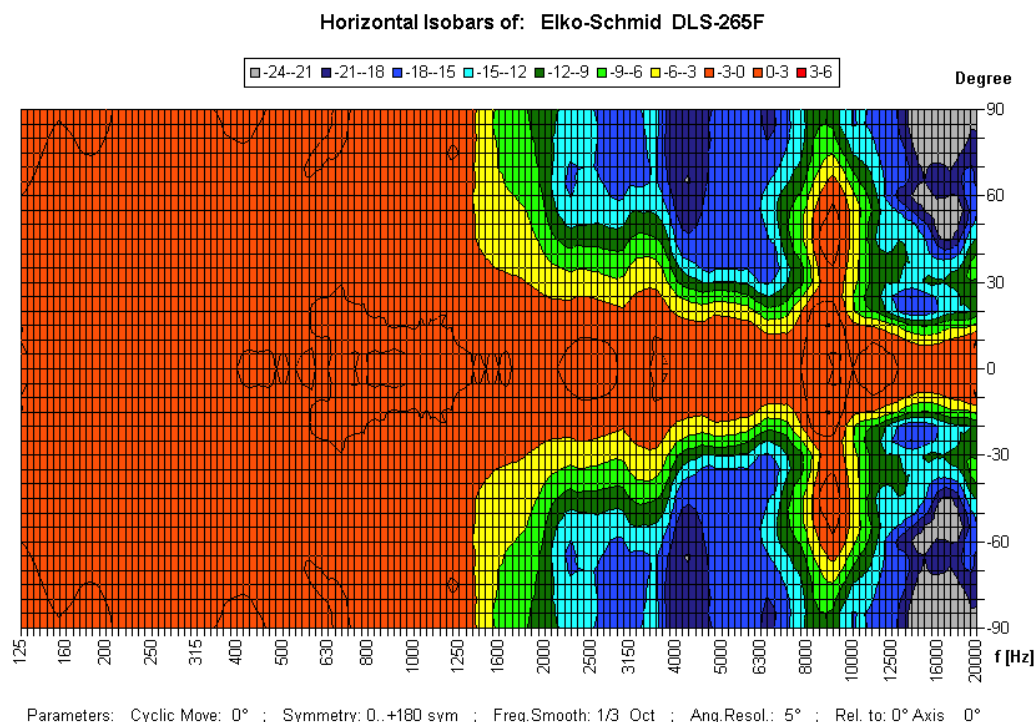 Horizontal Isobars of: Elko-Schmid DLS-265F
-24--21 -21--18 -18--15 -15--12 -12--9 -9--6 -6--3 -3-0 0-3 3-6
Degree
90
60
30
0
-30
-60
-90
125 160 200 250 315 400 500 630 800 1000 1250 1600 2000 2500 3150 4000 5000 6300 8000 10000 12500 16000 20000
f [Hz]
Parameters: Cyclic Move: 0° ; Symmetry: 0..+180 sym ; Freq.Smooth: 1/3 Oct ; Ang.Resol.: 5° ; Rel. to: 0° Axis 0°